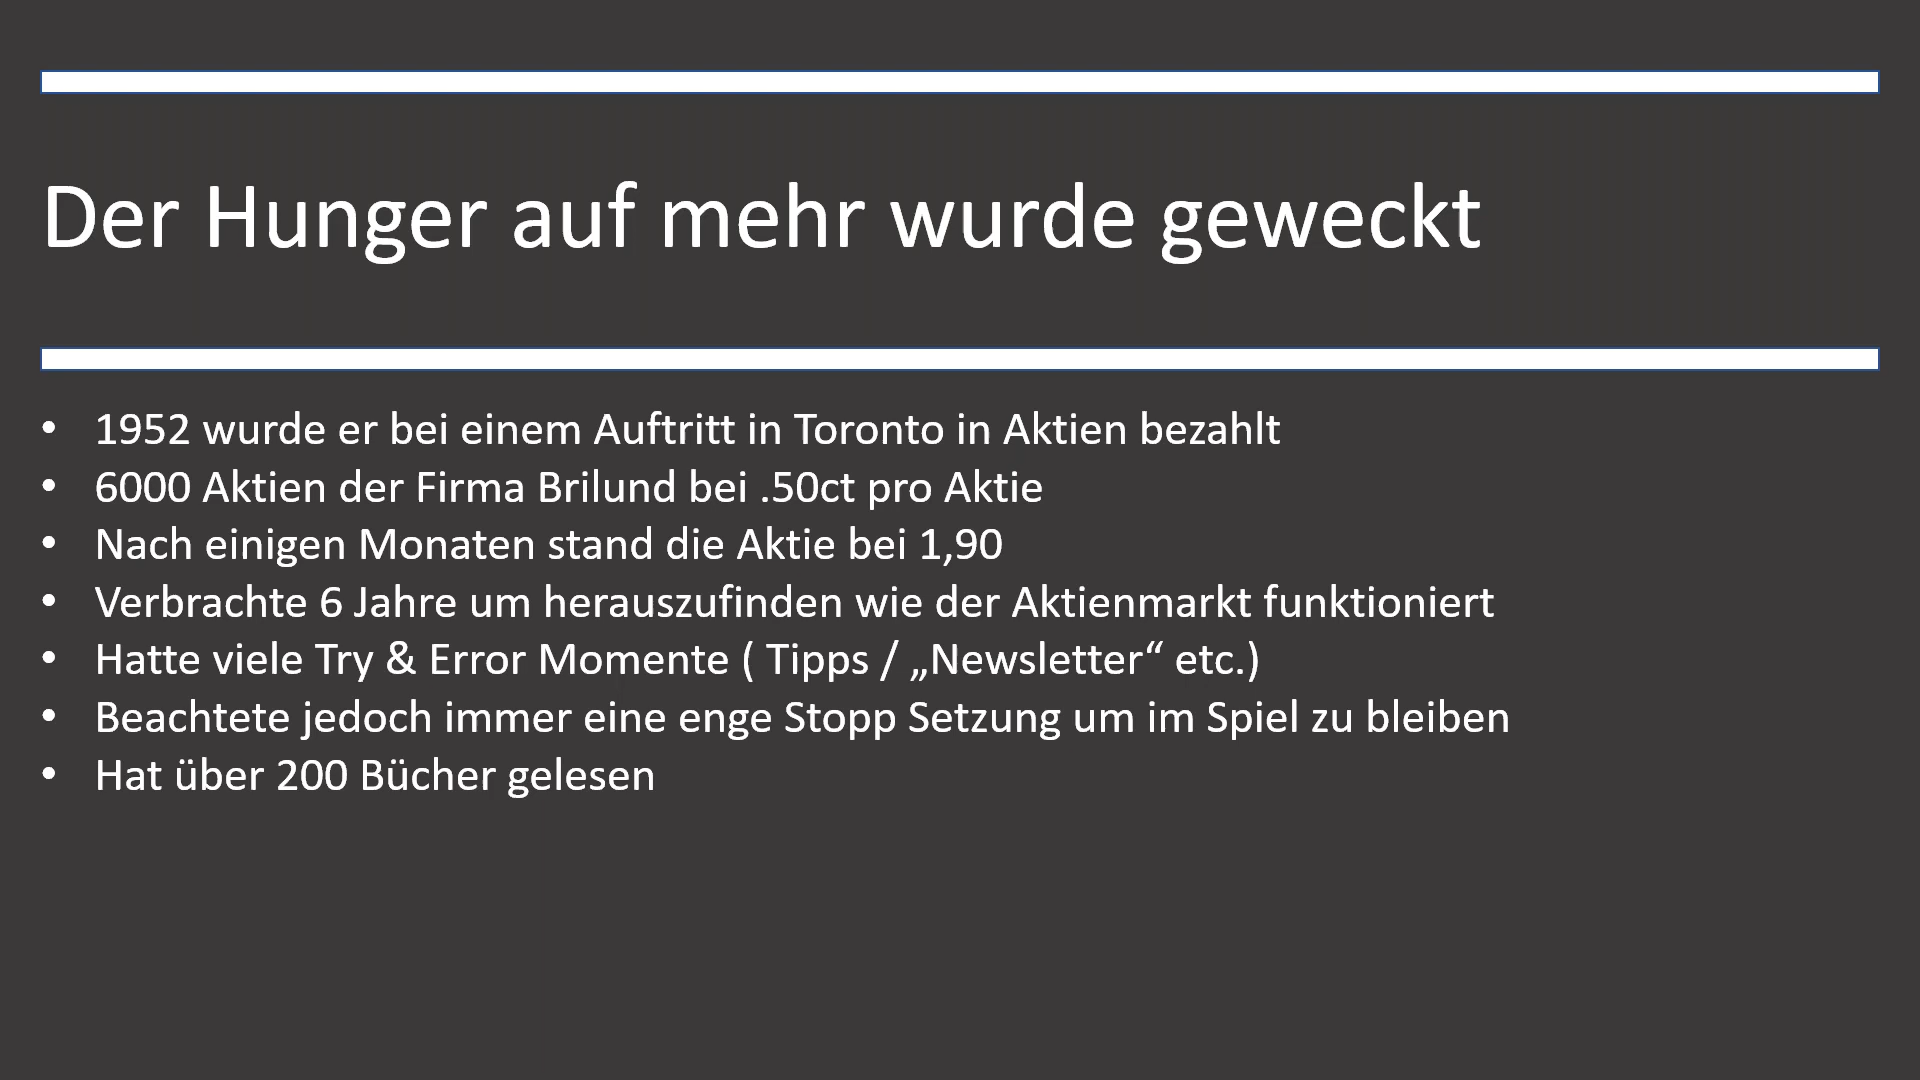 Der Hunger auf mehr wurde geweckt
• 1952 wurde er bei einem Auftritt in Toronto in Aktien bezahlt
• 6000 Aktien der Firma Brilund bei .50ct pro Aktie
• Nach einigen Monaten stand die Aktie bei 1,90
• Verbrachte 6 Jahre um herauszufinden wie der Aktienmarkt funktioniert
• Hatte viele Try & Error Momente ( Tipps / „Newsletter“ etc.)
• Beachtete jedoch immer eine enge Stopp Setzung um im Spiel zu bleiben
• Hat über 200 Bücher gelesen